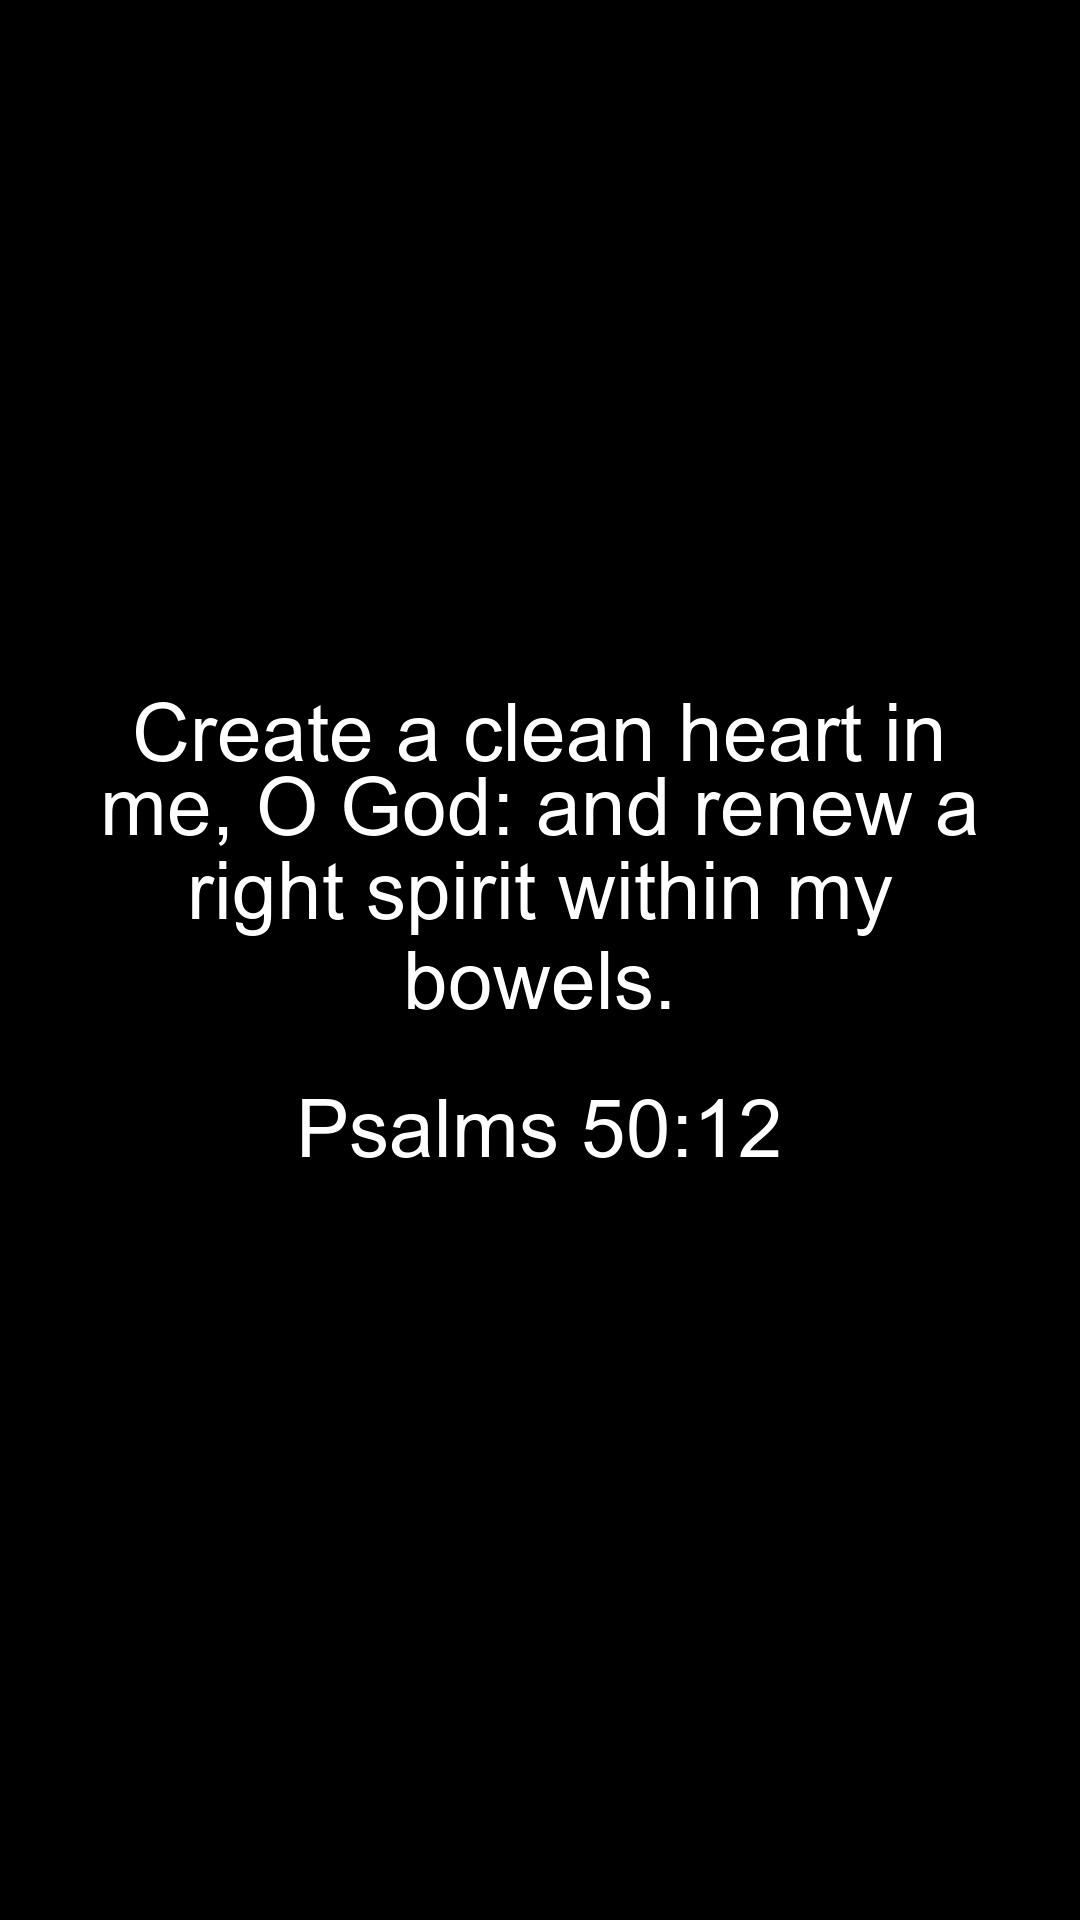 Create a clean heart in
me, O God: and renew a
right spirit within my
bowels.
Psalms 50:12